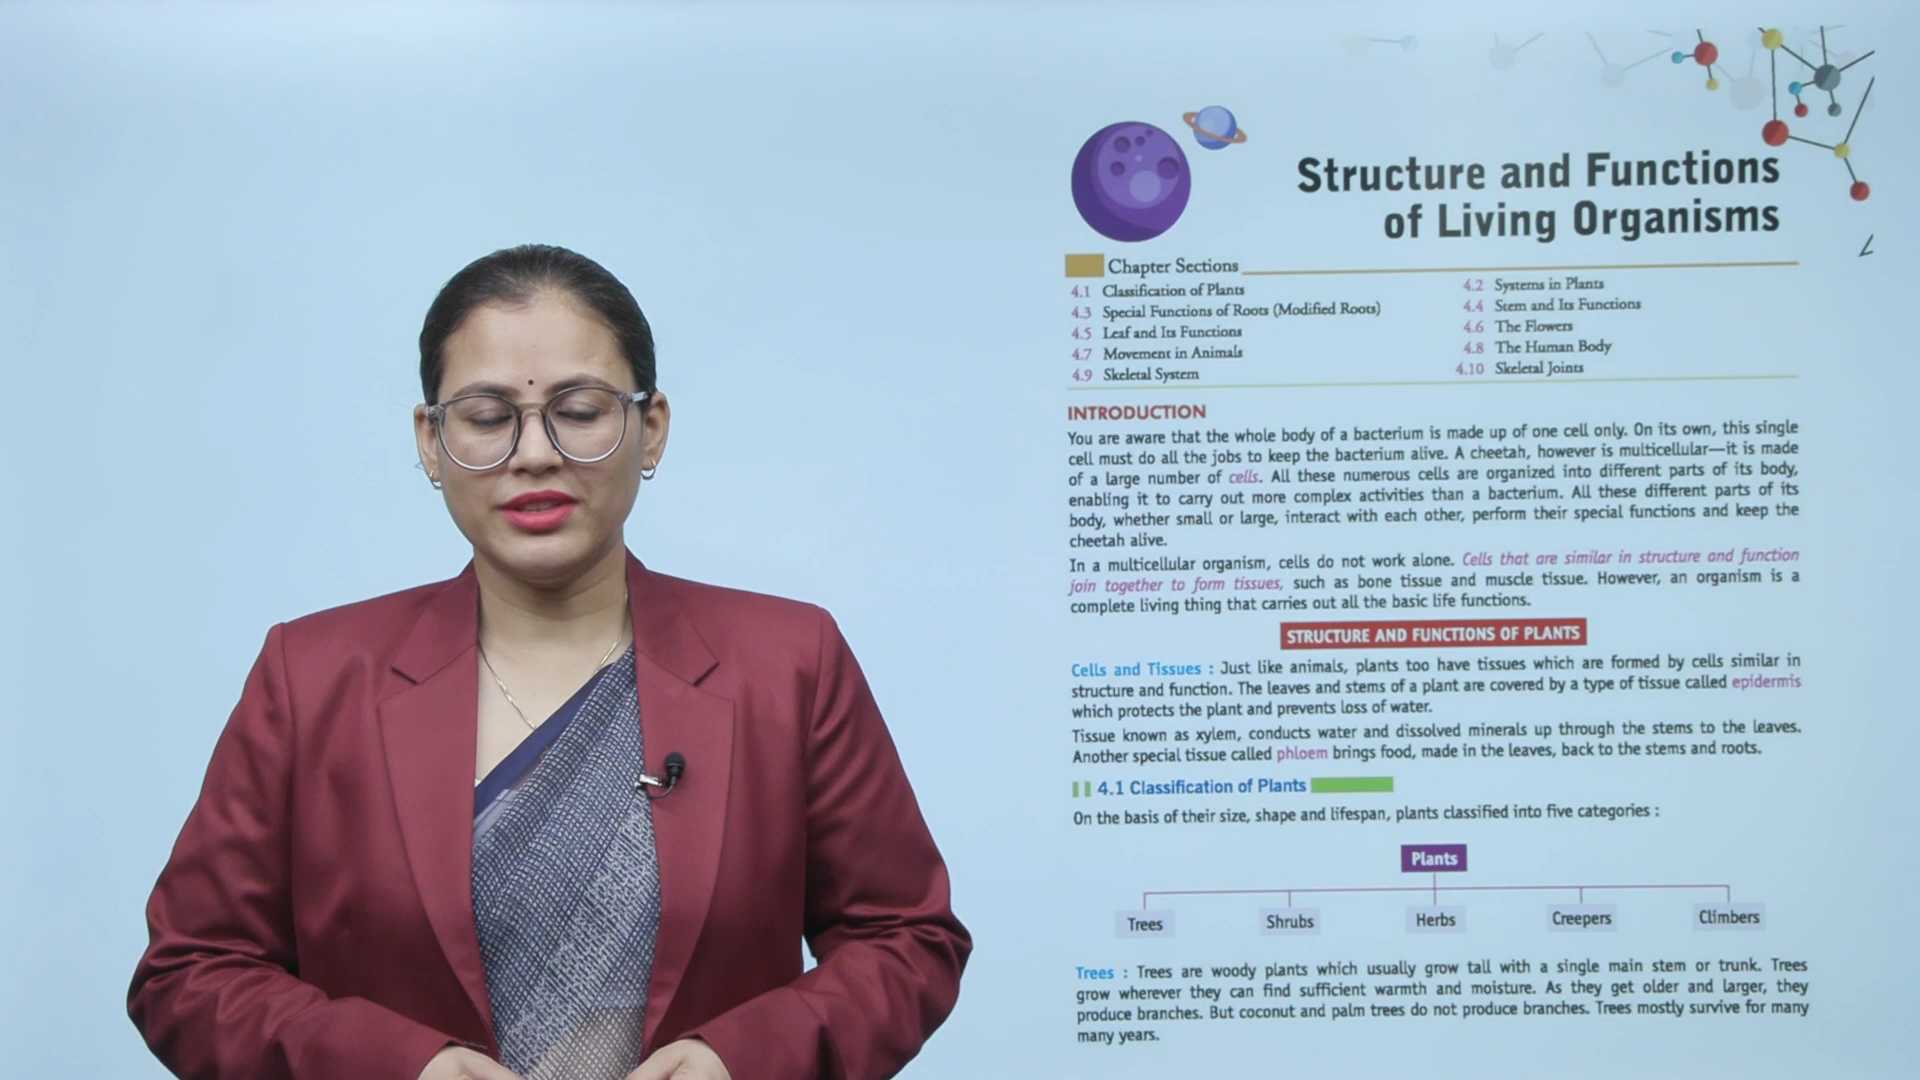 Structure and Functions
of Living Organisms
Chapter Sections
4.1 Classification of Plants
4.2 Systems in Plants
4.3 Special Functions of Roots (Modified Roots)
4.4 Stem and Its Functions
4.5 Leaf and Its Functions
4.6 The Flowers
4.7 Movement in Animals
4.8 The Human Body
4.9 Skeletal System
4.10 Skeletal Joints
INTRODUCTION
You are aware that the whole body of a bacterium is made up of one cell only. On its own, this single
cell must do all the jobs to keep the bacterium alive. A cheetah, however is multicellular—it is made
of a large number of cells. All these numerous cells are organized into different parts of its body,
enabling it to carry out more complex activities than a bacterium. All these different parts of its
body, whether small or large, interact with each other, perform their special functions and keep the
cheetah alive.
In a multicellular organism, cells do not work alone. Cells that are similar in structure and function
join together to form tissues, such as bone tissue and muscle tissue. However, an organism is a
complete living thing that carries out all the basic life functions.
STRUCTURE AND FUNCTIONS OF PLANTS
Cells and Tissues : Just like animals, plants too have tissues which are formed by cells similar in
structure and function. The leaves and stems of a plant are covered by a type of tissue called epidermis
which protects the plant and prevents loss of water.
Tissue known as xylem, conducts water and dissolved minerals up through the stems to the leaves.
Another special tissue called phloem brings food, made in the leaves, back to the stems and roots.
4.1 Classification of Plants
On the basis of their size, shape and lifespan, plants classified into five categories :
Plants
Trees Shrubs Herbs Creepers Climbers
Trees : Trees are woody plants which usually grow tall with a single main stem or trunk. Trees
grow wherever they can find sufficient warmth and moisture. As they get older and larger, they
produce branches. But coconut and palm trees do not produce branches. Trees mostly survive for many
many years.